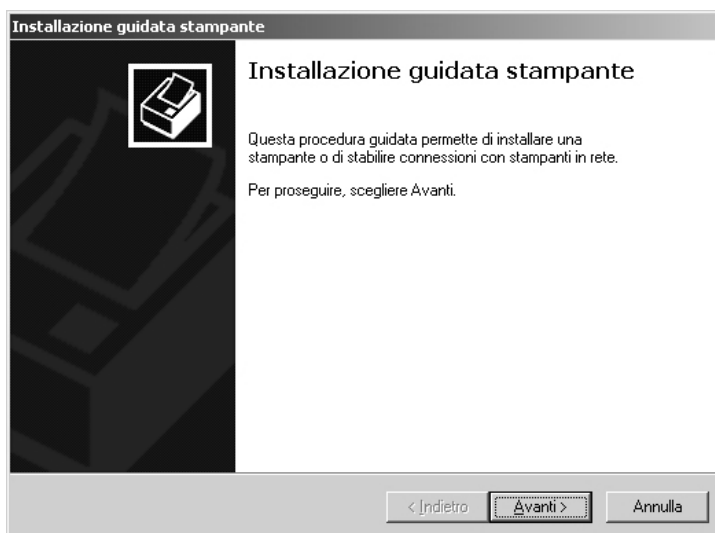 Installazione guidata stampante
Installazione guidata stampante
Questa procedura guidata permette di installare una
stampante o di stabilire connessioni con stampanti in rete.
Per proseguire, scegliere Avanti.
< Indietro
Avanti >
Annulla